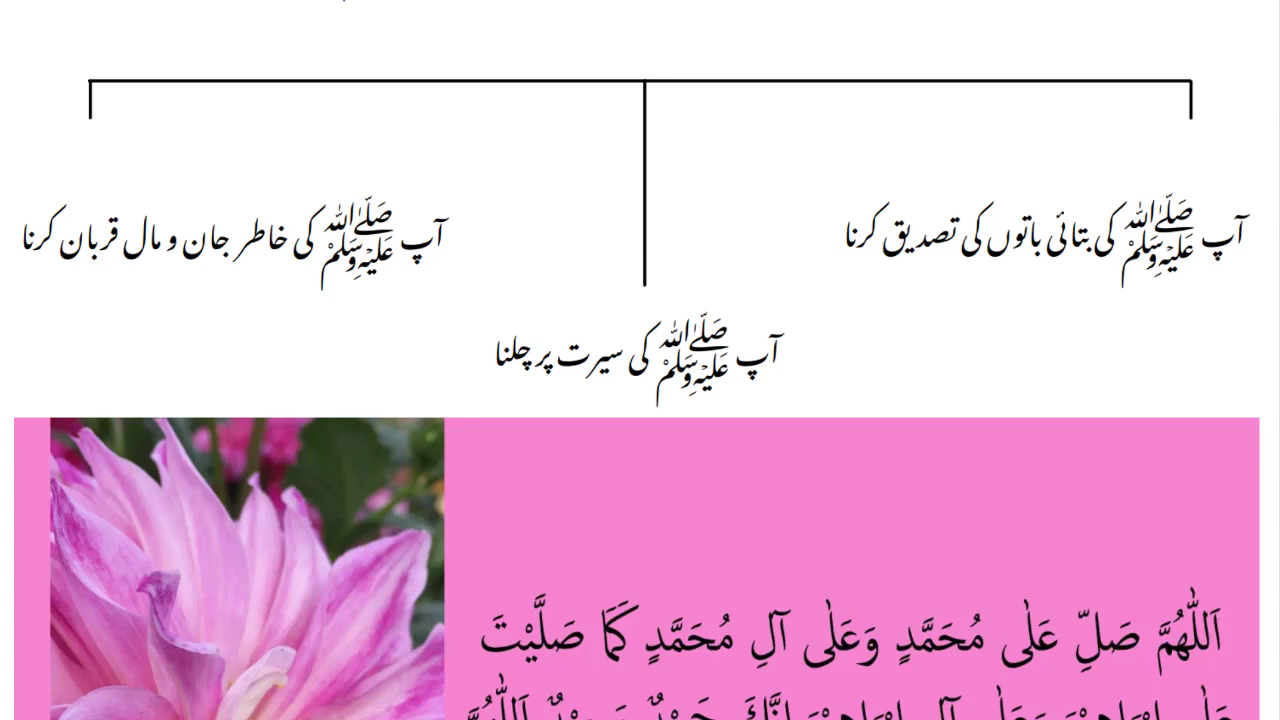 آپ ﷺ کی بتائی باتوں کی تصدیق کرنا
آپ ﷺ کی خاطر جان و مال قربان کرنا
آپ ﷺ کی سیرت پر چلنا
اَللّٰهُمَّ صَلِّ عَلٰى مُحَمَّدٍ وَعَلٰى آلِ مُحَمَّدٍ كَمَا صَلَّيْتَ